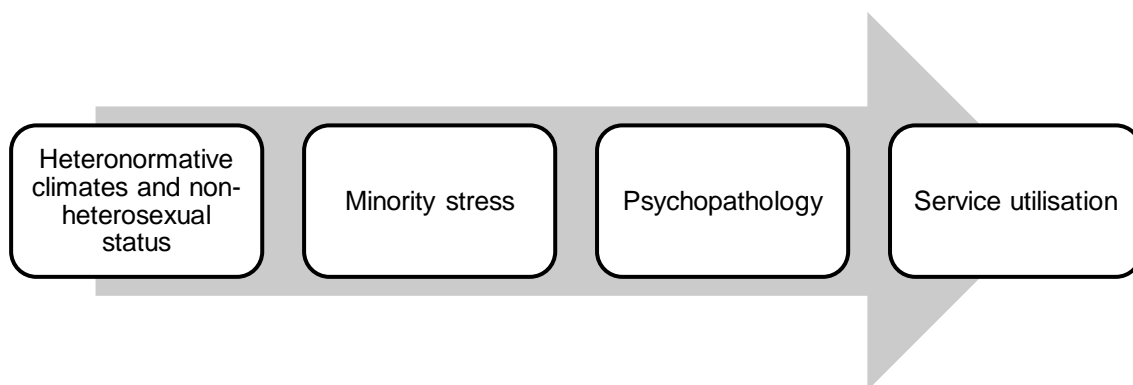 Heteronormative
climates and non-
heterosexual
status
Minority stress
Psychopathology
Service utilisation